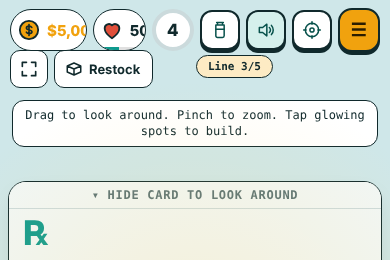 $ $5,00 50 4
Restock
Line 3/5
Drag to look around. Pinch to zoom. Tap glowing
spots to build.
▾ HIDE CARD TO LOOK AROUND
℞